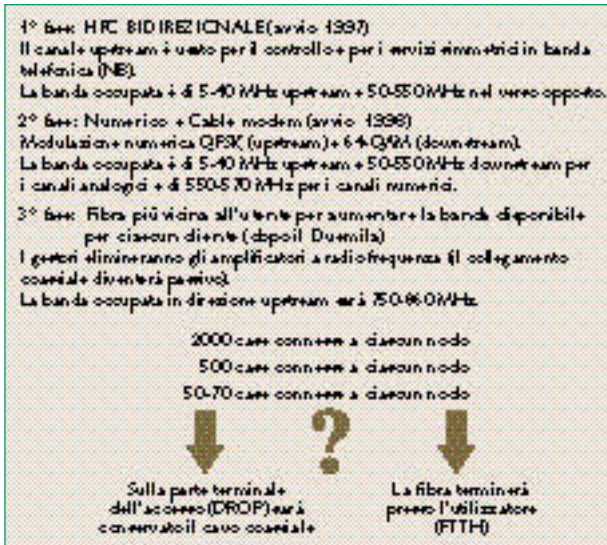 1° fase: HFC BIDIREZIONALE (avvio 1997)
Il canale upstream è usato per il controllo e per i servizi simmetrici in banda
telefonica (NB).
La banda occupata è di 5-40 MHz upstream e 50-550 MHz nel verso opposto.
2° fase: Numerico e Cable modem (avvio 1998)
Modulazione numerica QPSK (upstream) e 64-QAM (downstream).
La banda occupata è di 5-40 MHz upstream e 50-550 MHz downstream per
i canali analogici e di 550-570 MHz per i canali numerici.
3° fase: Fibra più vicina all'utente per aumentare la banda disponibile
per ciascun cliente (dopo il Duemila)
I gestori elimineranno gli amplificatori a radiofrequenza (il collegamento
coassiale diventerà passivo).
La banda occupata in direzione upstream sarà MHz.
2000 case connesse a ciascun nodo
500 case connesse a ciascun nodo
50-70 case connesse a ciascun nodo
?
Sulla parte terminale
dell'accesso (DROP) sarà
conservato il cavo coassiale
La fibra terminerà
presso l'utilizzatore
(FTTH)